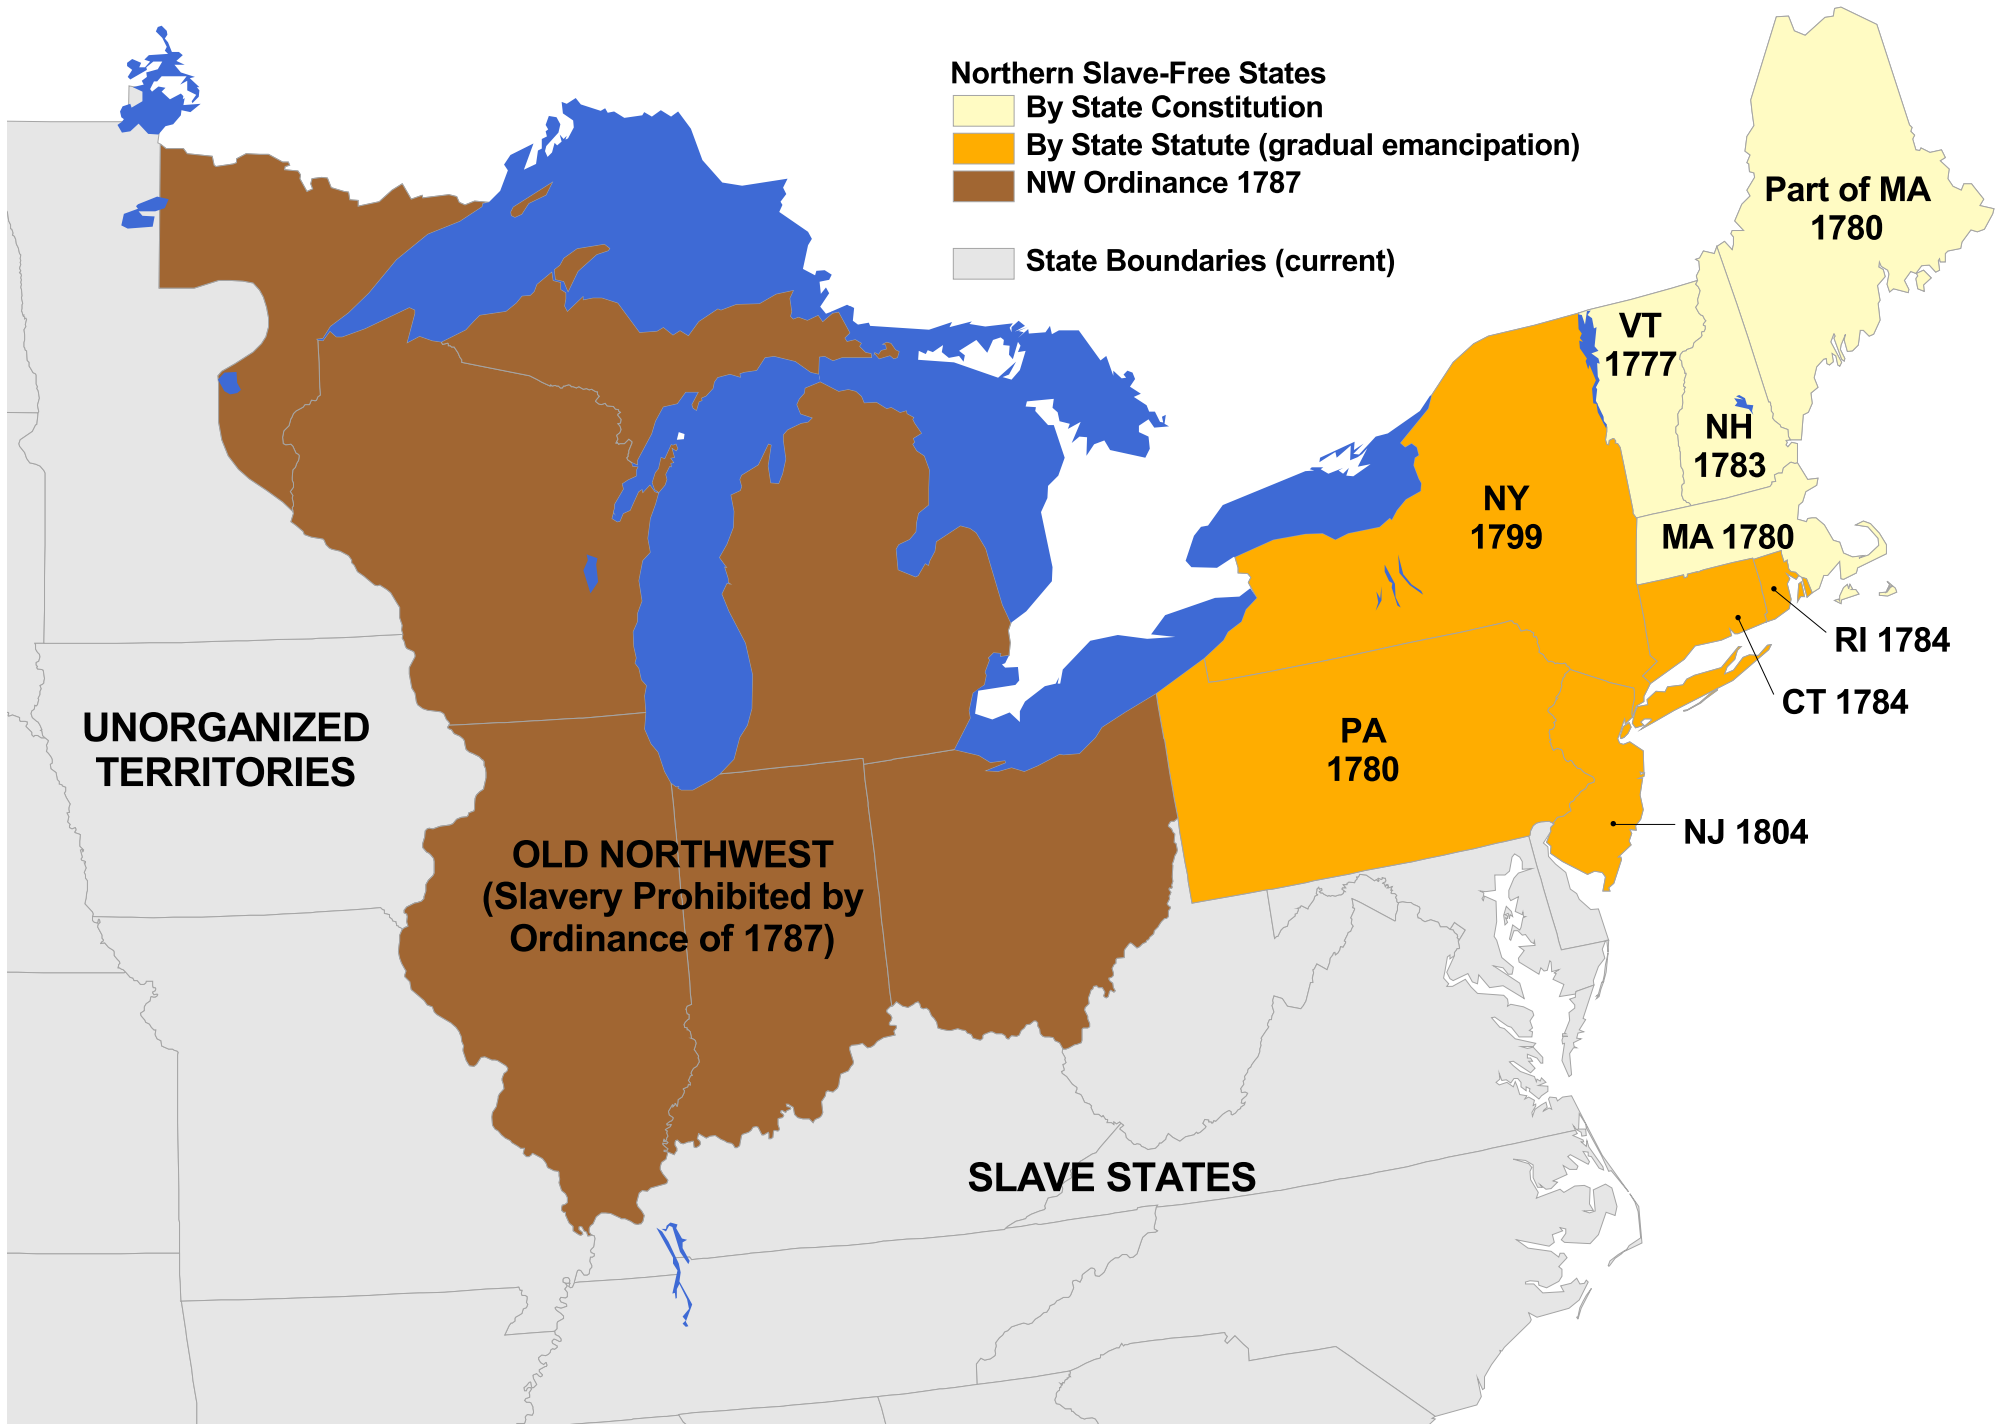 Northern Slave-Free States
By State Constitution
By State Statute (gradual emancipation)
NW Ordinance 1787
State Boundaries (current)
Part of MA
1780
VT
1777
NH
1783
NY
1799
MA 1780
RI 1784
CT 1784
PA
1780
NJ 1804
UNORGANIZED
TERRITORIES
OLD NORTHWEST
(Slavery Prohibited by
Ordinance of 1787)
SLAVE STATES